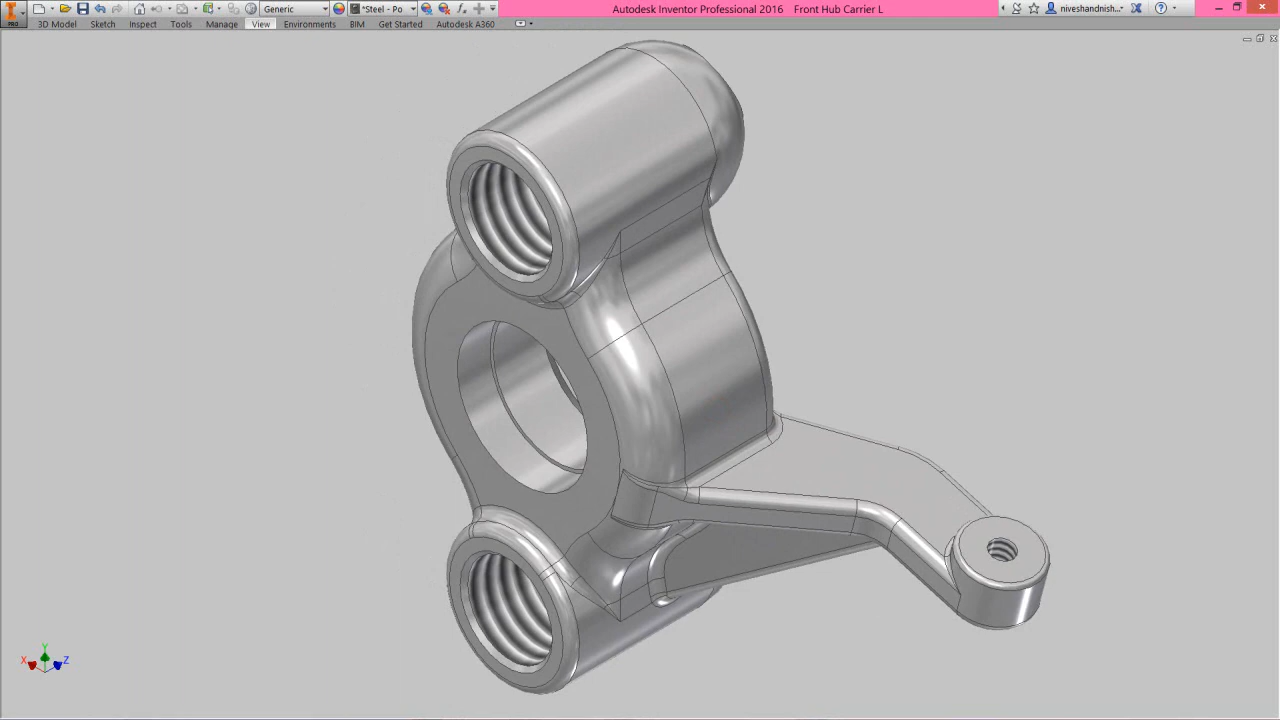 Generic
*Steel - Po
Autodesk Inventor Professional 2016 Front Hub Carrier L
niveshandnish...
PRO
3D Model Sketch Inspect Tools Manage View Environments BIM Get Started Autodesk A360
Y
X Z